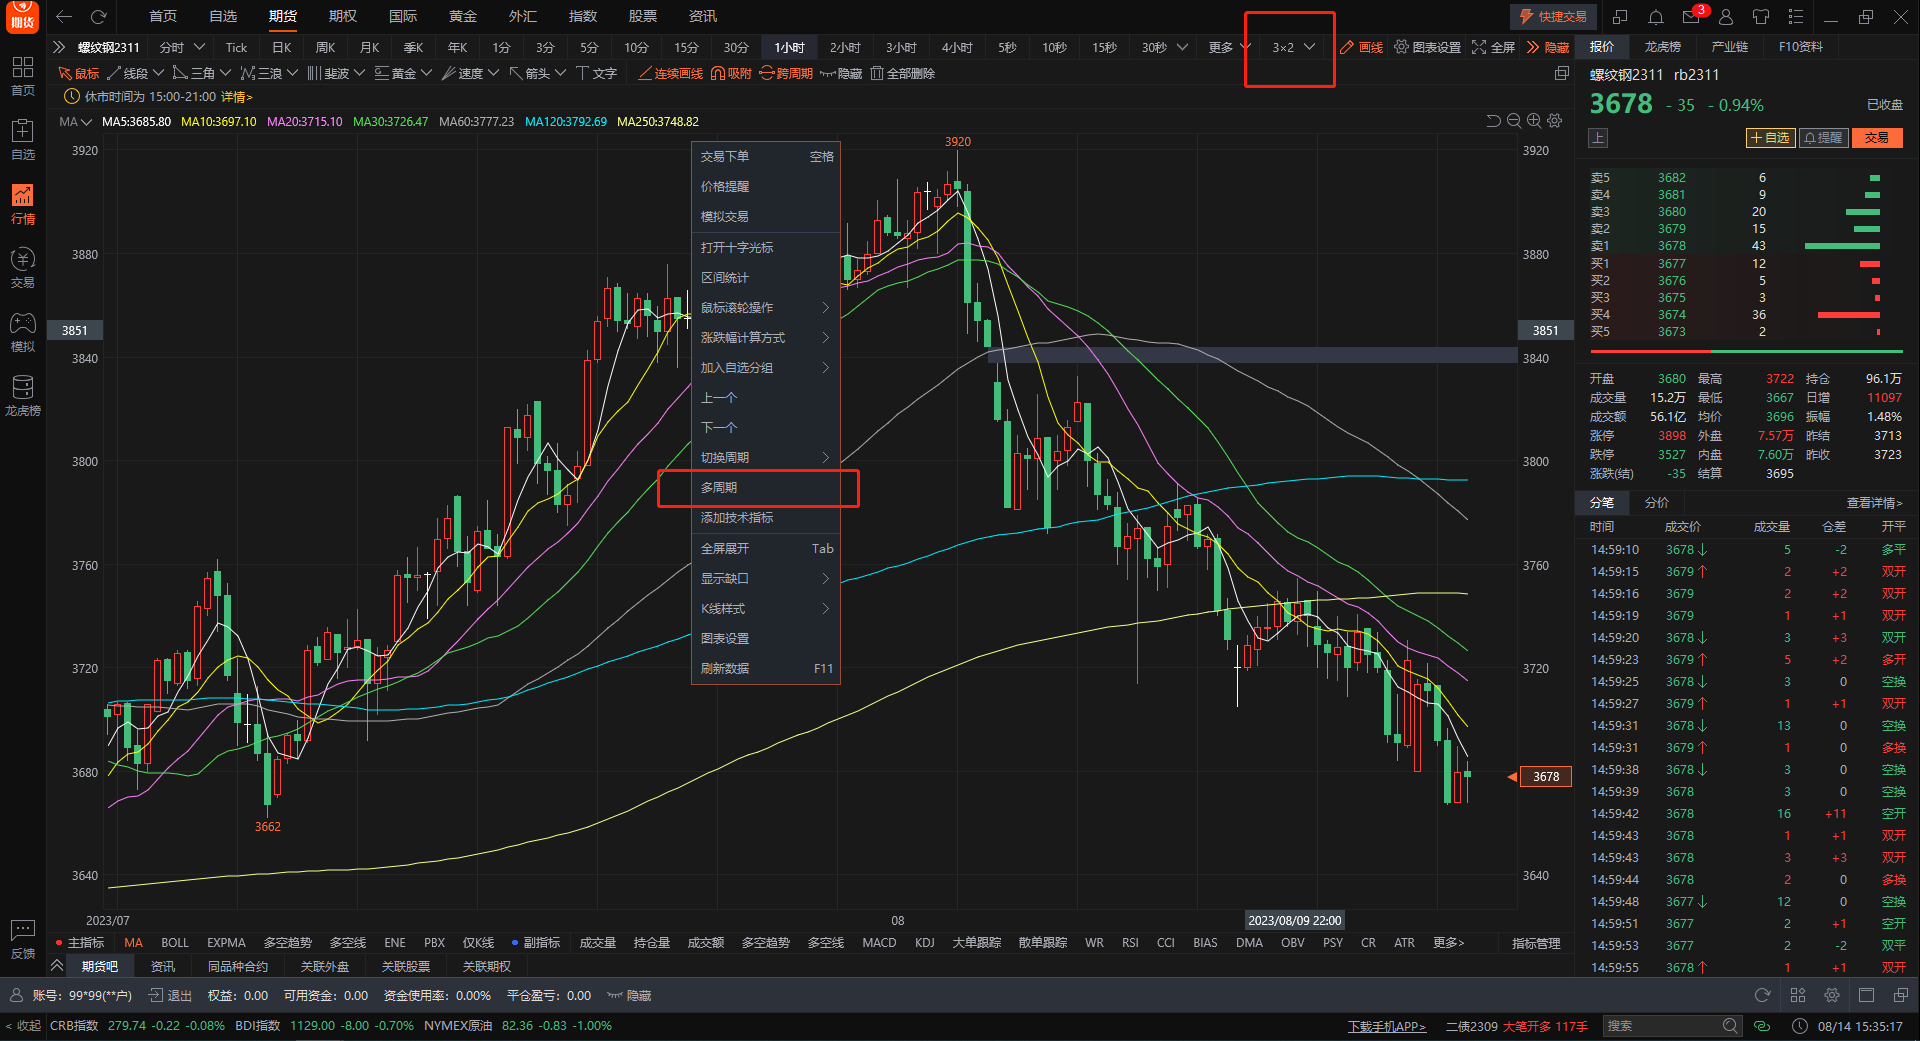 期货
首页 自选 期货 期权 国际 黄金 外汇 指数 股票 资讯 快捷交易 3
螺纹钢2311 分时 Tick 日K 周K 月K 季K 年K 1分 3分 5分 10分 15分 30分 1小时 2小时 3小时 4小时 5秒 10秒 15秒 30秒 更多 3×2 画线 图表设置 全屏 隐藏 报价 龙虎榜 产业链 F10资料
鼠标 线段 三角 三浪 斐波 黄金 速度 箭头 文字 连续画线 吸附 跨周期 隐藏 全部删除
休市时间为 15:00-21:00 详情>
MA MA5:3685.80 MA10:3697.10 MA20:3715.10 MA30:3726.47 MA60:3777.23 MA120:3792.69 MA250:3748.82
首页
自选
行情
交易
模拟
龙虎榜
反馈
3920
3880
3851
3840
3800
3760
3720
3680
3640
3920
3662
交易下单 空格
价格提醒
模拟交易
打开十字光标
区间统计
鼠标滚轮操作
涨跌幅计算方式
加入自选分组
上一个
下一个
切换周期
多周期
添加技术指标
全屏展开 Tab
显示缺口
K线样式
图表设置
刷新数据 F11
3920
3880
3851
3840
3800
3760
3720
3678
3640
2023/07 08 2023/08/09 22:00
主指标 MA BOLL EXPMA 多空趋势 多空线 ENE PBX 仅K线 副指标 成交量 持仓量 成交额 多空趋势 多空线 MACD KDJ 大单跟踪 散单跟踪 WR RSI CCI BIAS DMA OBV PSY CR ATR 更多> 指标管理
期货吧 资讯 同品种合约 关联外盘 关联股票 关联期权
螺纹钢2311 rb2311
3678 -35 -0.94% 已收盘
上 +自选 提醒 交易
卖5 3682 6
卖4 3681 9
卖3 3680 20
卖2 3679 15
卖1 3678 43
买1 3677 12
买2 3676 5
买3 3675 3
买4 3674 36
买5 3673 2
开盘 3680 最高 3722 持仓 96.1万
成交量 15.2万 最低 3667 日增 11097
成交额 56.1亿 均价 3696 振幅 1.48%
涨停 3898 外盘 7.57万 昨结 3713
跌停 3527 内盘 7.60万 昨收 3723
涨跌(结) -35 结算 3695
分笔 分价 查看详情>
时间 成交价 成交量 仓差 开平
14:59:10 3678↓ 5 -2 多平
14:59:15 3679↑ 2 +2 双开
14:59:16 3679 2 +2 双开
14:59:19 3679 1 +1 双开
14:59:20 3678↓ 3 +3 双开
14:59:23 3679↑ 5 +2 多开
14:59:25 3678↓ 3 0 空换
14:59:27 3679↑ 1 +1 双开
14:59:31 3678↓ 13 0 空换
14:59:31 3679↑ 1 0 多换
14:59:38 3678↓ 3 0 空换
14:59:39 3678 3 0 空换
14:59:42 3678 16 +11 空开
14:59:43 3678 1 +1 双开
14:59:43 3678 3 +3 双开
14:59:44 3678 2 0 多换
14:59:48 3677↓ 12 0 空换
14:59:51 3677 2 +2 空开
14:59:53 3677 2 -2 双平
14:59:55 3678↑ 1 +1 双开
账号：99*99(**户) 退出 权益：0.00 可用资金：0.00 资金使用率：0.00% 平仓盈亏：0.00 隐藏
< 收起 CRB指数 279.74 -0.22 -0.08% BDI指数 1129.00 -8.00 -0.70% NYMEX原油 82.36 -0.83 -1.00% 下载手机APP> 二债2309 大笔开多 117手 搜索 08/14 15:35:17